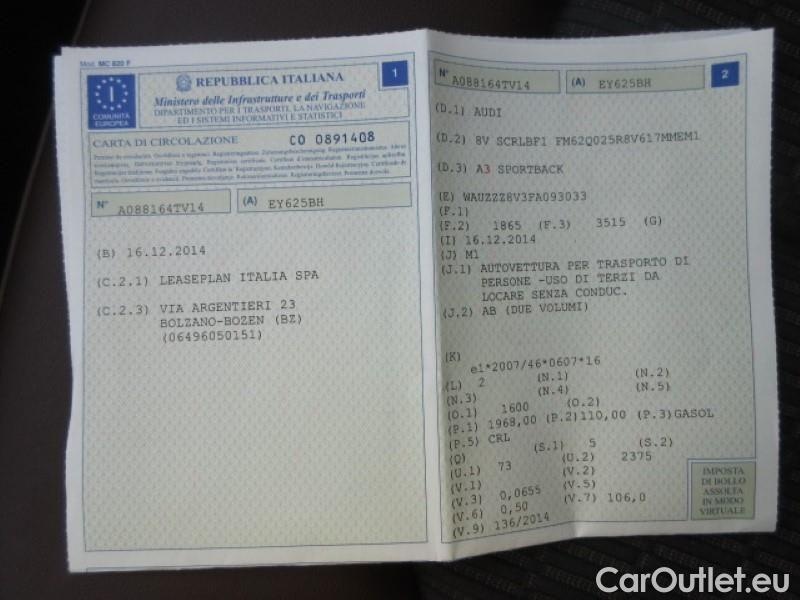 Mod. MC 820 F
I
COMUNITÀ
EUROPEA
REPUBBLICA ITALIANA
1
Ministero delle Infrastrutture e dei Trasporti
DIPARTIMENTO PER I TRASPORTI, LA NAVIGAZIONE
ED I SISTEMI INFORMATIVI E STATISTICI
CARTA DI CIRCOLAZIONE CO 0891408
N° A088164TV14 (A) EY625BH
(B) 16.12.2014
(C.2.1) LEASEPLAN ITALIA SPA
(C.2.3) VIA ARGENTIERI 23
BOLZANO-BOZEN (BZ)
(06496050151)
N° A088164TV14 (A) EY625BH 2
(D.1) AUDI
(D.2) 8V SCRLBF1 FM62Q025R8V617MMEM1
(D.3) A3 SPORTBACK
(E) WAUZZZ8V3FA093033
(F.1)
(F.2) 1865 (F.3) 3515 (G)
(I) 16.12.2014
(J) M1
(J.1) AUTOVETTURA PER TRASPORTO DI
PERSONE -USO DI TERZI DA
LOCARE SENZA CONDUC.
(J.2) AB (DUE VOLUMI)
(K)
e1*2007/46*0607*16
(L) 2 (N.1) (N.2)
(N.3) (N.4) (N.5)
(O.1) 1600 (O.2)
(P.1) 1968,00 (P.2)110,00 (P.3)GASOL
(P.5) CRL
(Q) (S.1) 5 (S.2)
(U.1) 73 (U.2) 2375
(V.1) (V.2)
(V.3) 0,0655 (V.5)
(V.6) 0,50 (V.7) 106,0
(V.9) 136/2014
IMPOSTA
DI BOLLO
ASSOLTA
IN MODO
VIRTUALE
CarOutlet.eu